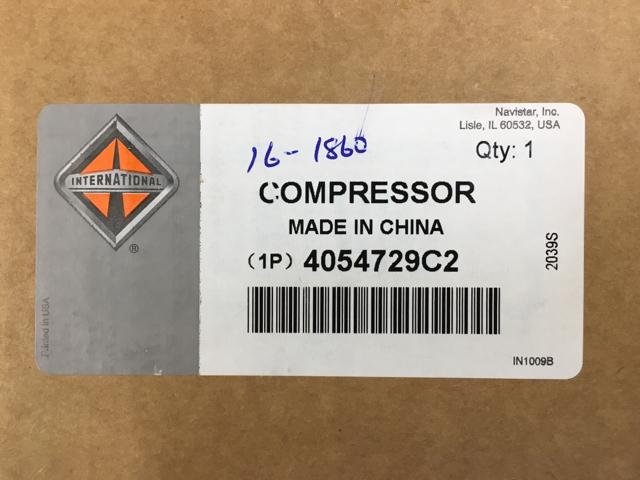 Navistar, Inc.
Lisle, IL 60532, USA
16-1860
Qty: 1
INTERNATIONAL
®
COMPRESSOR
MADE IN CHINA
(1P) 4054729C2
2039S
IN1009B
Printed in USA